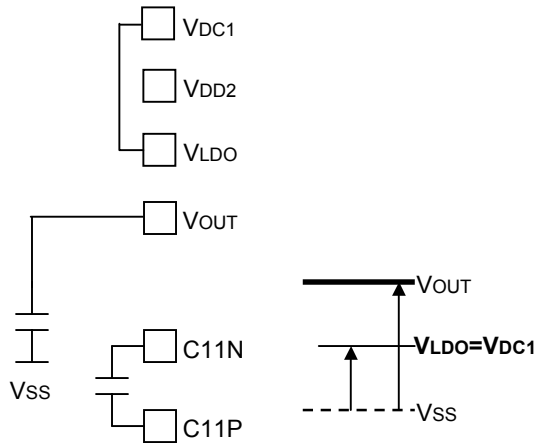 VDC1
VDD2
VLDO
VOUT
VOUT
C11N
VLDO=VDC1
VSS
VSS
C11P